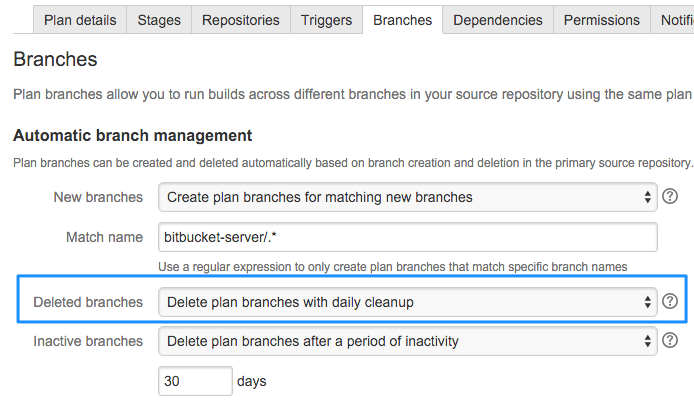 Plan details Stages Repositories Triggers Branches Dependencies Permissions Notifi
Branches
Plan branches allow you to run builds across different branches in your source repository using the same plan
Automatic branch management
Plan branches can be created and deleted automatically based on branch creation and deletion in the primary source repository.
New branches Create plan branches for matching new branches ?
Match name bitbucket-server/.*
Use a regular expression to only create plan branches that match specific branch names
Deleted branches Delete plan branches with daily cleanup ?
Inactive branches Delete plan branches after a period of inactivity ?
30 days